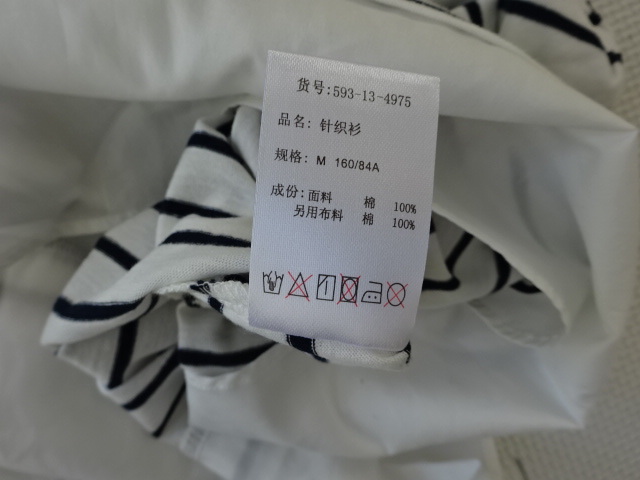 货号:593-13-4975
品名: 针织衫
规格: M 160/84A
成份: 面料 棉 100%
另用布料 棉 100%